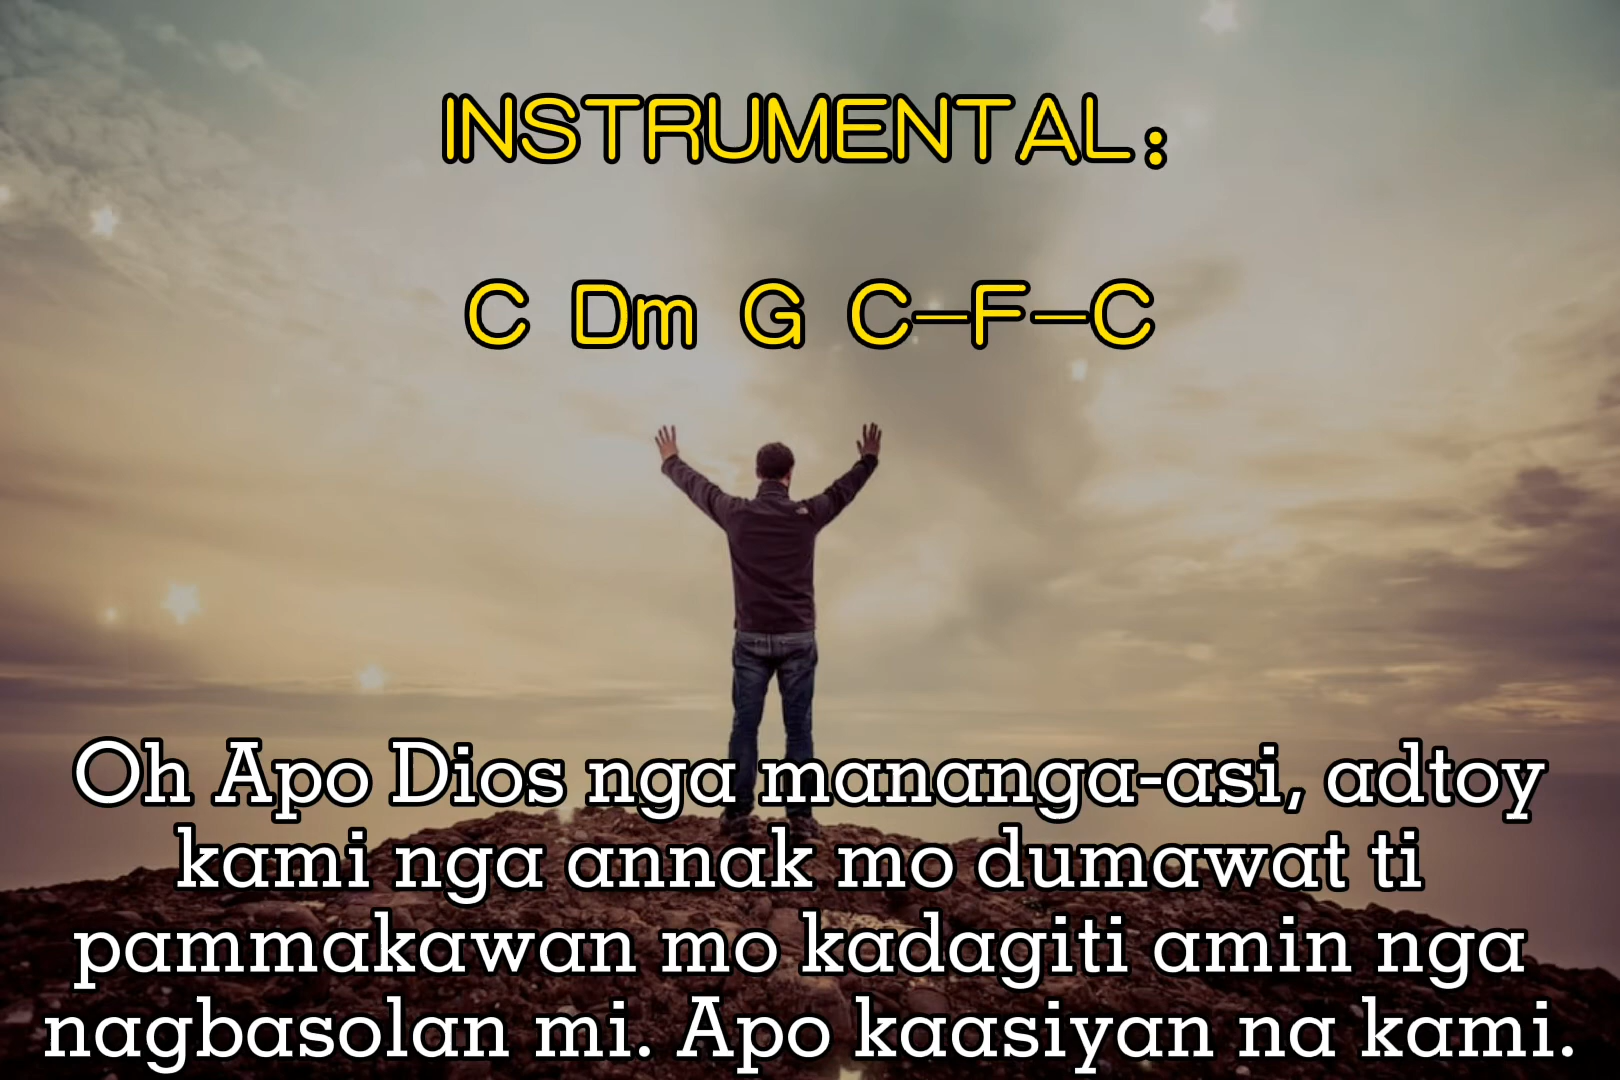 INSTRUMENTAL:
C Dm G C-F-C
Oh Apo Dios nga mananga-asi, adtoy
kami nga annak mo dumawat ti
pammakawan mo kadagiti amin nga
nagbasolan mi. Apo kaasiyan na kami.